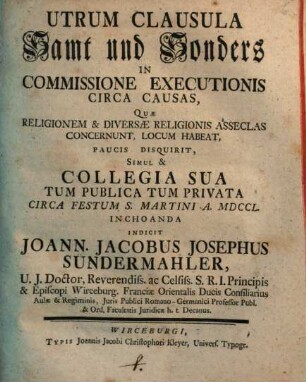 UTRUM CLAUSULA
Samt und Sonders
IN
COMMISSIONE EXECUTIONIS
CIRCA CAUSAS,
QUÆ
RELIGIONEM & DIVERSÆ RELIGIONIS ASSECLAS
CONCERNUNT, LOCUM HABEAT,
PAUCIS DISQUIRIT,
SIMUL &
COLLEGIA SUA
TUM PUBLICA TUM PRIVATA
CIRCA FESTUM S. MARTINI A. MDCCL.
INCHOANDA
INDICIT
JOANN. JACOBUS JOSEPHUS
SÜNDERMAHLER,
U. J. Doctor, Reverendiss. ac Celsiss. S. R. I. Principis
& Episcopi Wirceburg. Franciæ Orientalis Ducis Consiliarius
Aulæ & Regiminis, Juris Publici Romano-Germanici Professor Publ.
& Ord. Facultatis Juridicæ h. t. Decanus.
WIRCEBURGI,
TYPIS Joannis Jacobi Christophori Kleyer, Universit. Typogr.